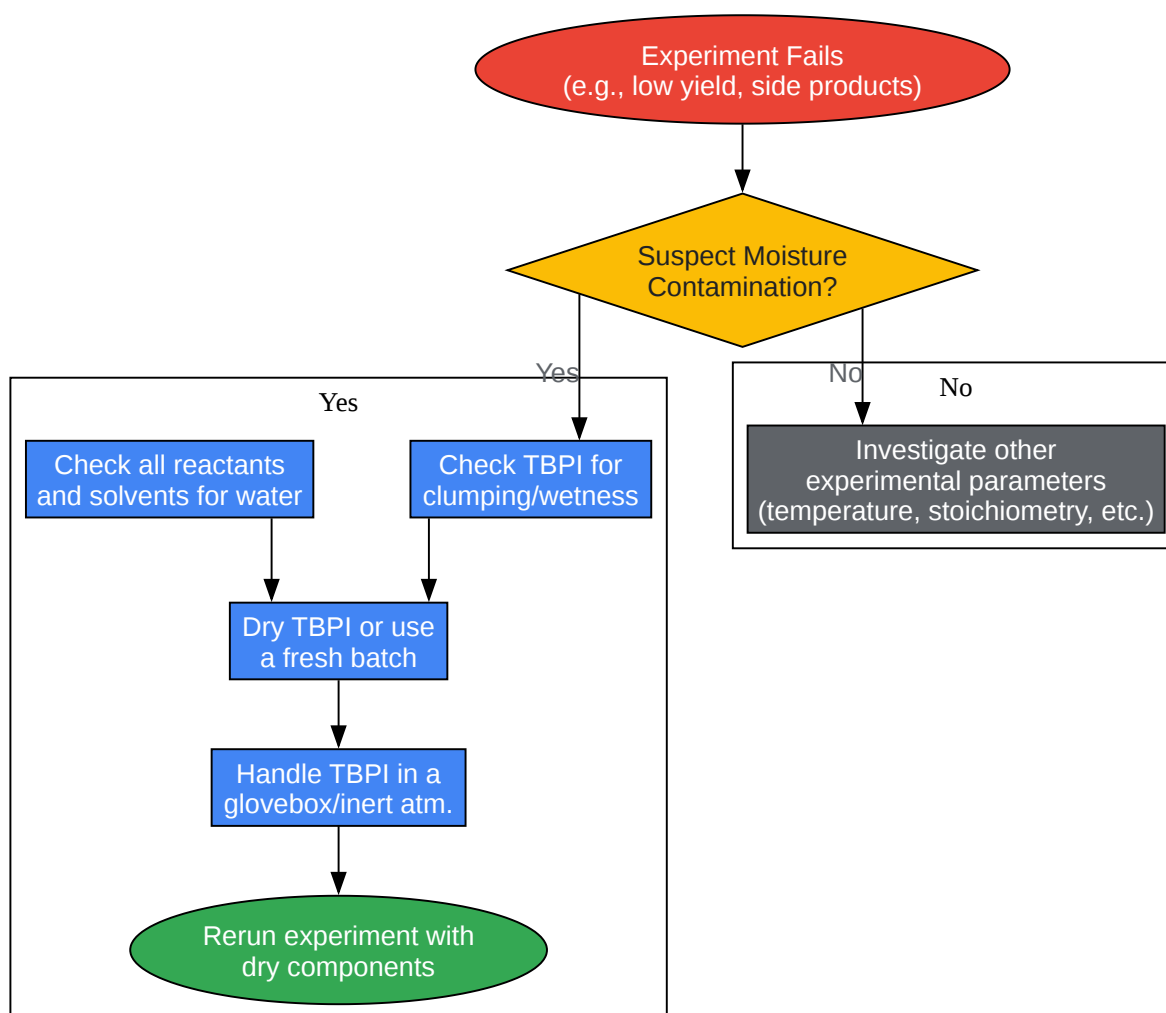 Experiment Fails
(e.g., low yield, side products)
Suspect Moisture
Contamination?
Yes
No
Yes
No
Check all reactants
and solvents for water
Check TBPI for
clumping/wetness
Investigate other
experimental parameters
(temperature, stoichiometry, etc.)
Dry TBPI or use
a fresh batch
Handle TBPI in a
glovebox/inert atm.
Rerun experiment with
dry components